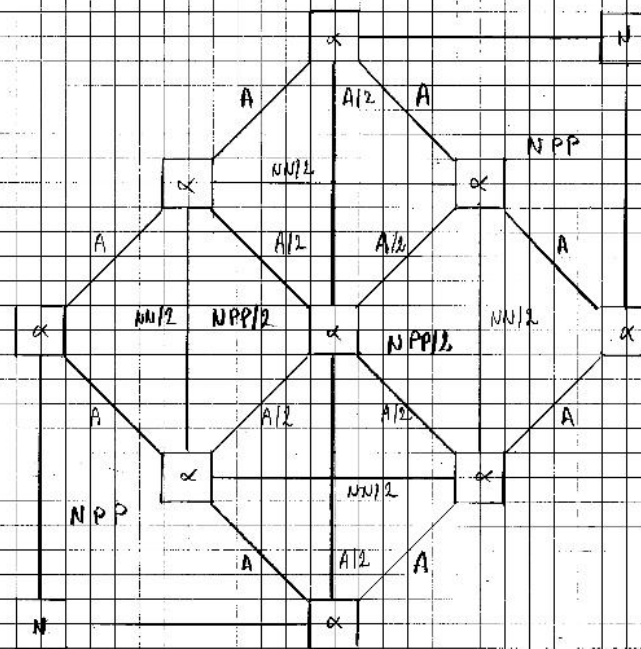 α N
A A/2 A
NPP
α NN/2 α
A A/2 A/2 A
α NN/2 NPP/2 α NPP/2 NN/2 α
A A/2 A/2 A
α α
NPP NN/2
A A/2 A
N α